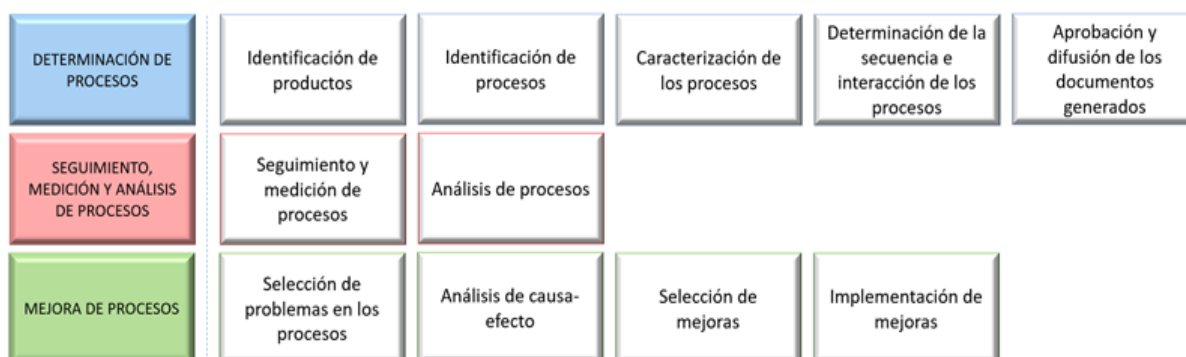 DETERMINACIÓN DE
PROCESOS
Identificación de
productos
Identificación de
procesos
Caracterización de
los procesos
Determinación de la
secuencia e
interacción de los
procesos
Aprobación y
difusión de los
documentos
generados
SEGUIMIENTO,
MEDICIÓN Y ANÁLISIS
DE PROCESOS
Seguimiento y
medición de
procesos
Análisis de procesos
MEJORA DE PROCESOS
Selección de
problemas en los
procesos
Análisis de causa-
efecto
Selección de
mejoras
Implementación de
mejoras